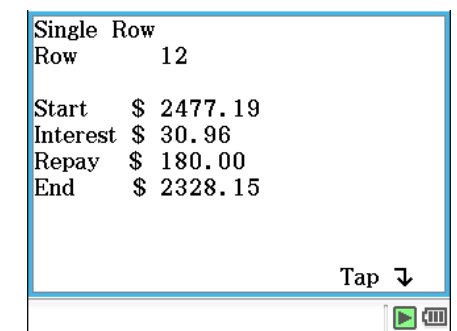 Single Row
Row 12
Start $ 2477.19
Interest $ 30.96
Repay $ 180.00
End $ 2328.15
Tap ↴